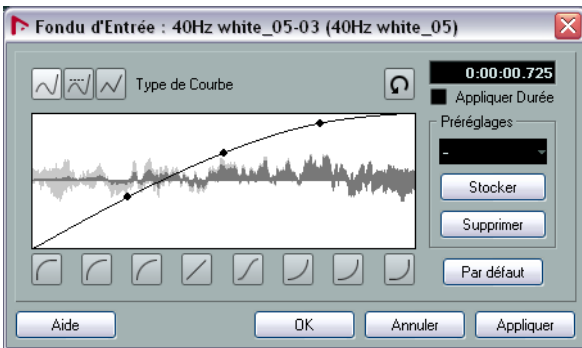 Fondu d'Entrée : 40Hz white_05-03 (40Hz white_05)
Type de Courbe
0:00:00.725
Appliquer Durée
Préréglages
-
Stocker
Supprimer
Par défaut
Aide
OK
Annuler
Appliquer